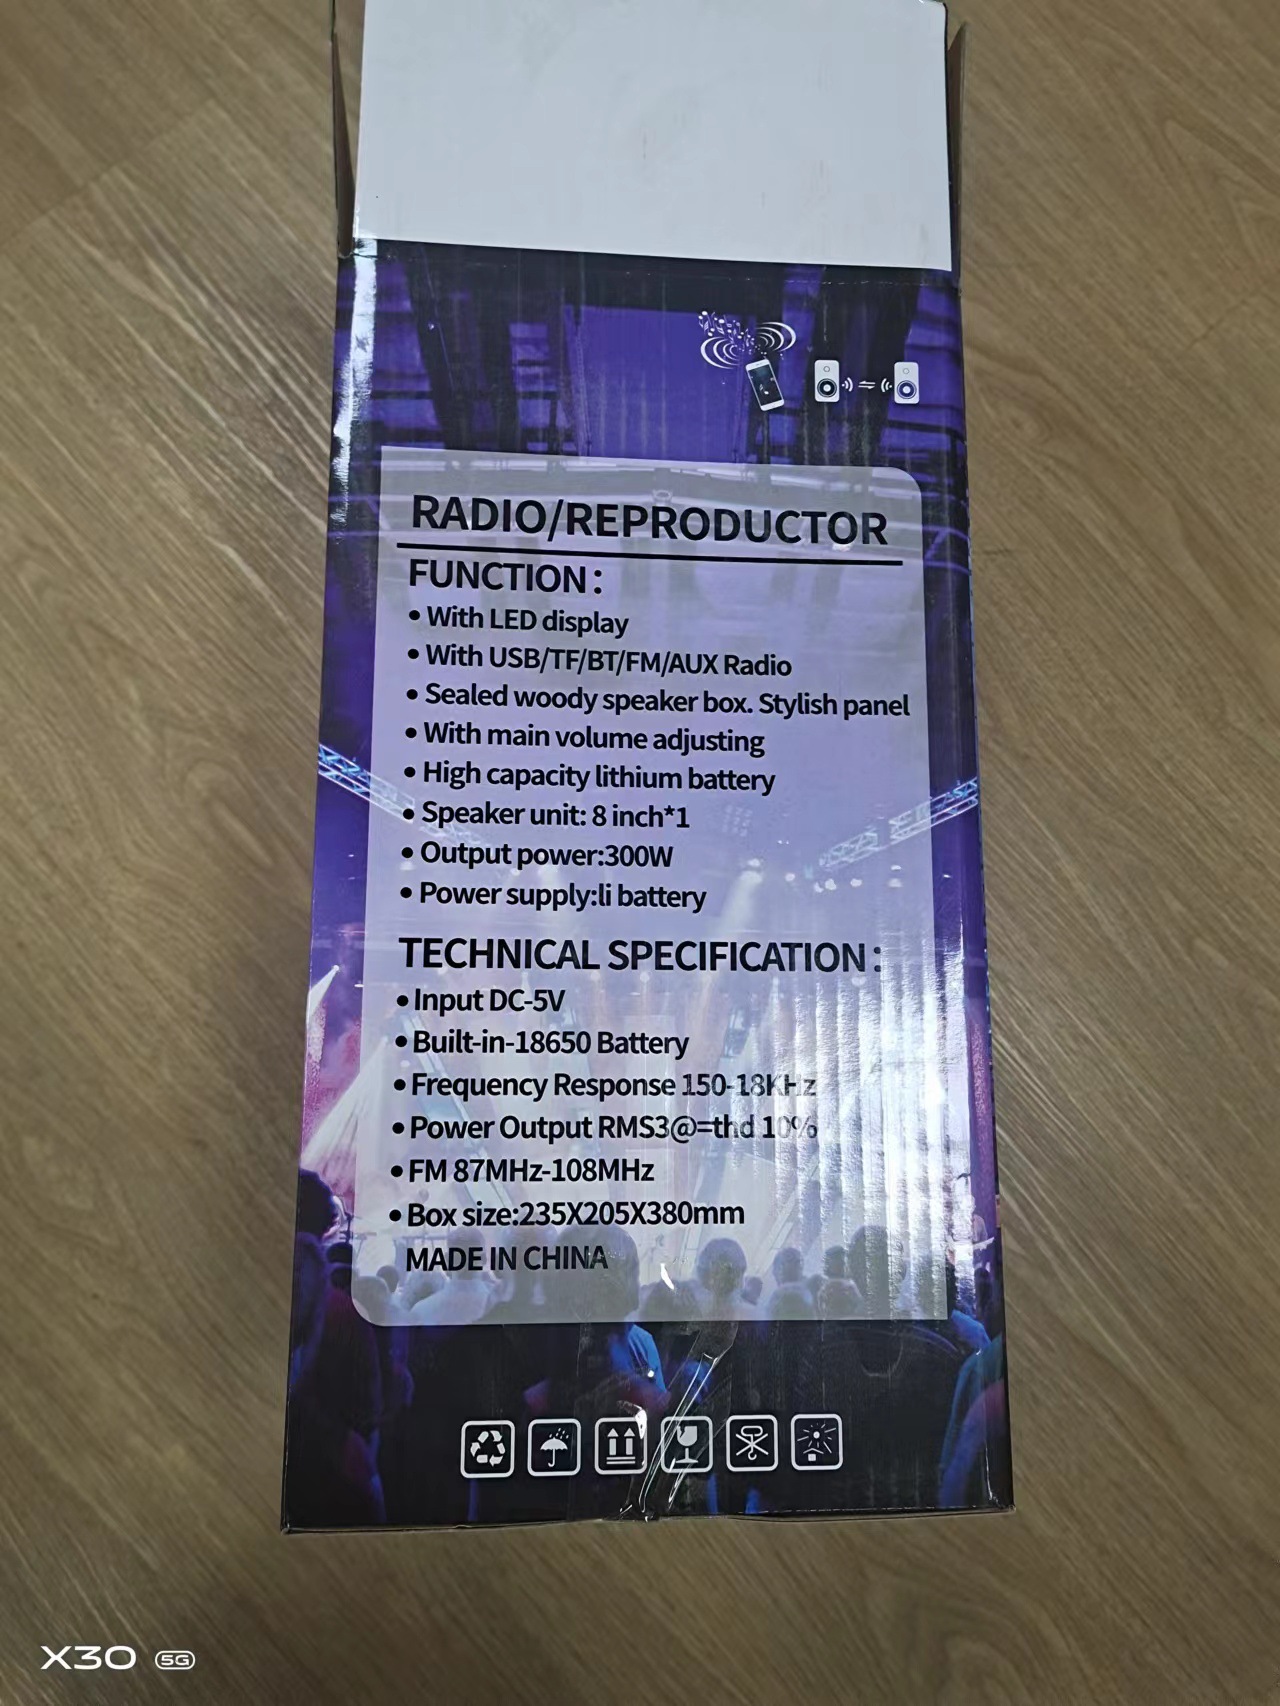 RADIO/REPRODUCTOR
FUNCTION:
• With LED display
• With USB/TF/BT/FM/AUX Radio
• Sealed woody speaker box. Stylish panel
• With main volume adjusting
• High capacity lithium battery
• Speaker unit: 8 inch*1
• Output power:300W
• Power supply:li battery
TECHNICAL SPECIFICATION:
• Input DC-5V
• Built-in-18650 Battery
• Frequency Response 150-18KHz
• Power Output RMS3@=thd 10%
• FM 87MHz-108MHz
• Box size:235X205X380mm
MADE IN CHINA
X30 5G